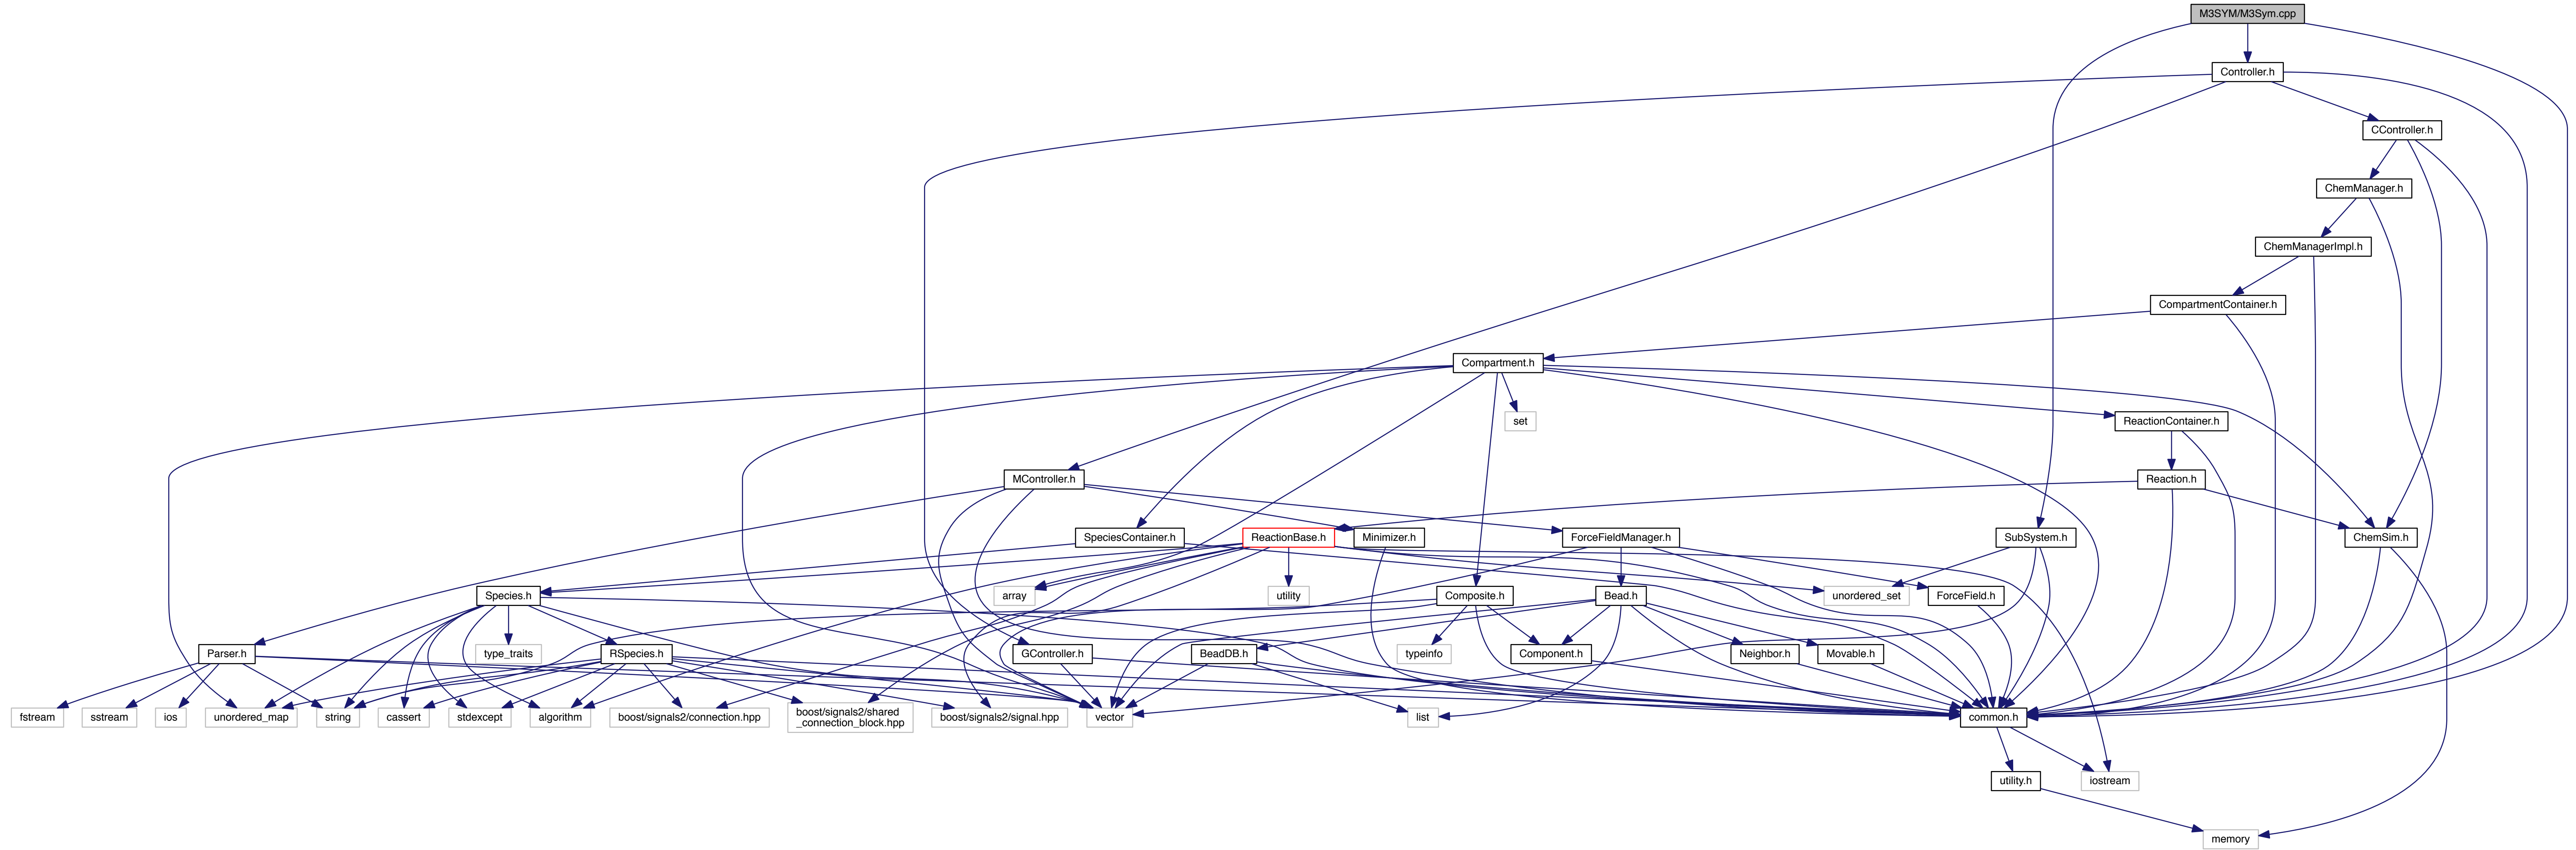 M3SYM/M3Sym.cpp
Controller.h
CController.h
ChemManager.h
ChemManagerImpl.h
CompartmentContainer.h
Compartment.h
set
ReactionContainer.h
MController.h
Reaction.h
SpeciesContainer.h
ReactionBase.h
Minimizer.h
ForceFieldManager.h
SubSystem.h
ChemSim.h
Species.h
array
utility
Composite.h
Bead.h
unordered_set
ForceField.h
Parser.h
type_traits
RSpecies.h
GController.h
BeadDB.h
typeinfo
Component.h
Neighbor.h
Movable.h
fstream
sstream
ios
unordered_map
string
cassert
stdexcept
algorithm
boost/signals2/connection.hpp
boost/signals2/shared
_connection_block.hpp
boost/signals2/signal.hpp
vector
list
common.h
utility.h
iostream
memory